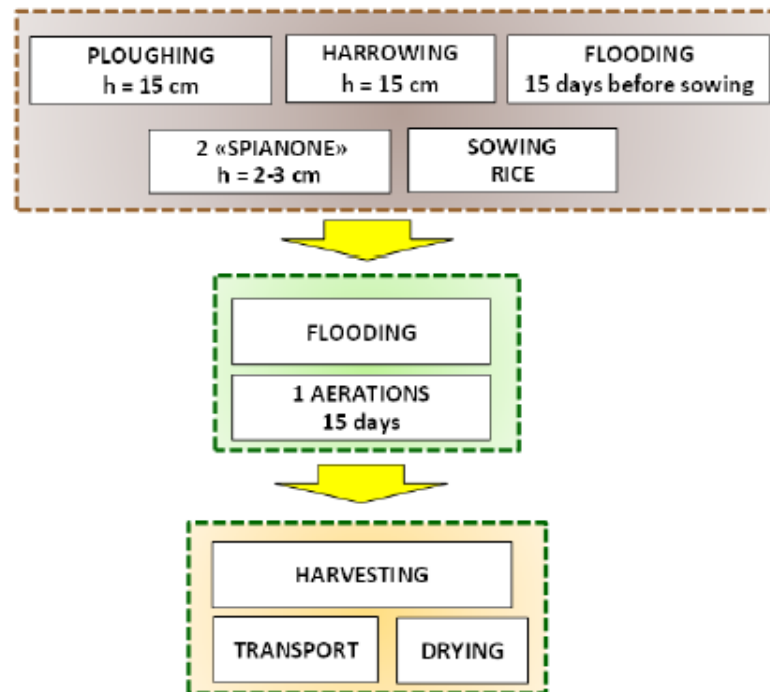 PLOUGHING
h = 15 cm
HARROWING
h = 15 cm
FLOODING
15 days before sowing
2 «SPIANONE»
h = 2-3 cm
SOWING
RICE
FLOODING
1 AERATIONS
15 days
HARVESTING
TRANSPORT
DRYING